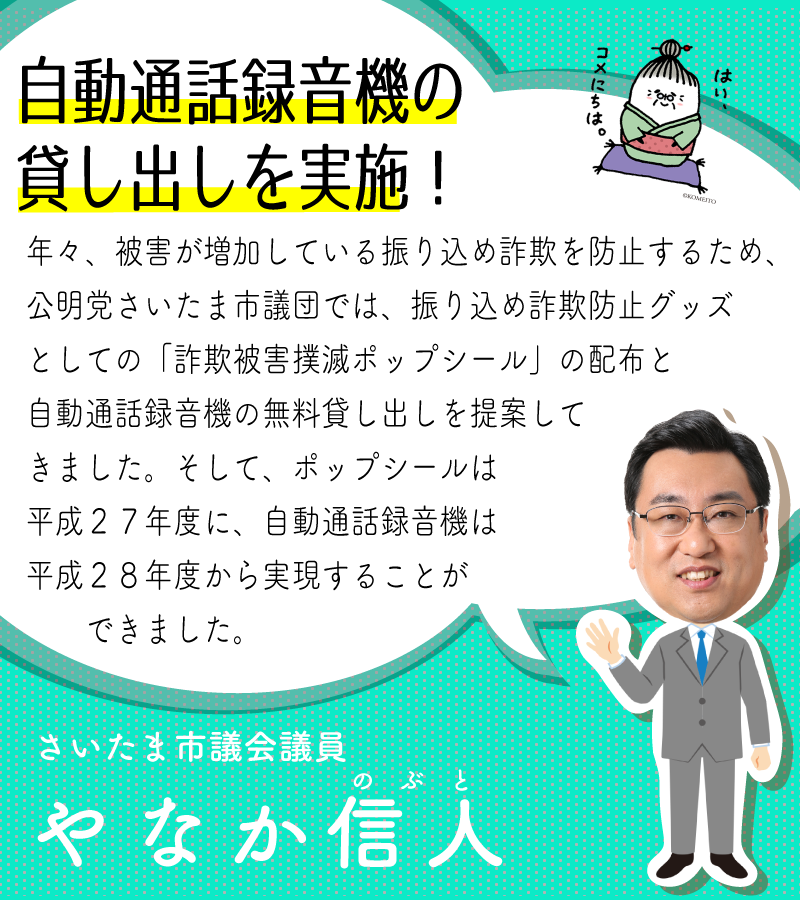 自動通話録音機の
貸し出しを実施！
はい、
コメにちは。
©KOMEITO
年々、被害が増加している振り込め詐欺を防止するため、
公明党さいたま市議団では、振り込め詐欺防止グッズ
としての「詐欺被害撲滅ポップシール」の配布と
自動通話録音機の無料貸し出しを提案して
きました。そして、ポップシールは
平成２７年度に、自動通話録音機は
平成２８年度から実現することが
できました。
さいたま市議会議員
のぶと
やなか信人